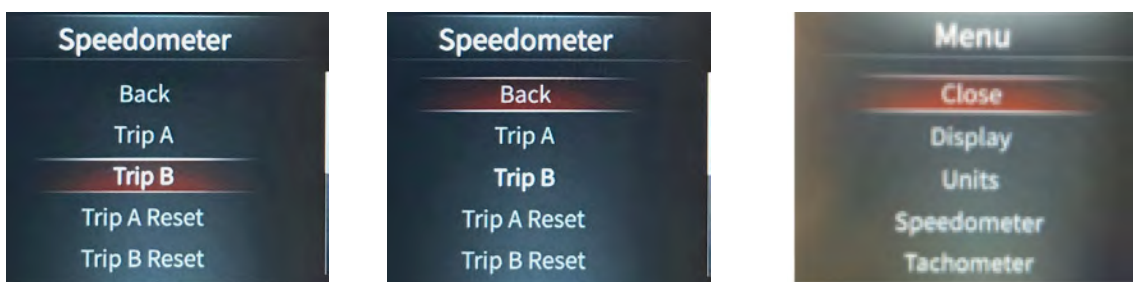 Speedometer
Back
Trip A
Trip B
Trip A Reset
Trip B Reset
Speedometer
Back
Trip A
Trip B
Trip A Reset
Trip B Reset
Menu
Close
Display
Units
Speedometer
Tachometer